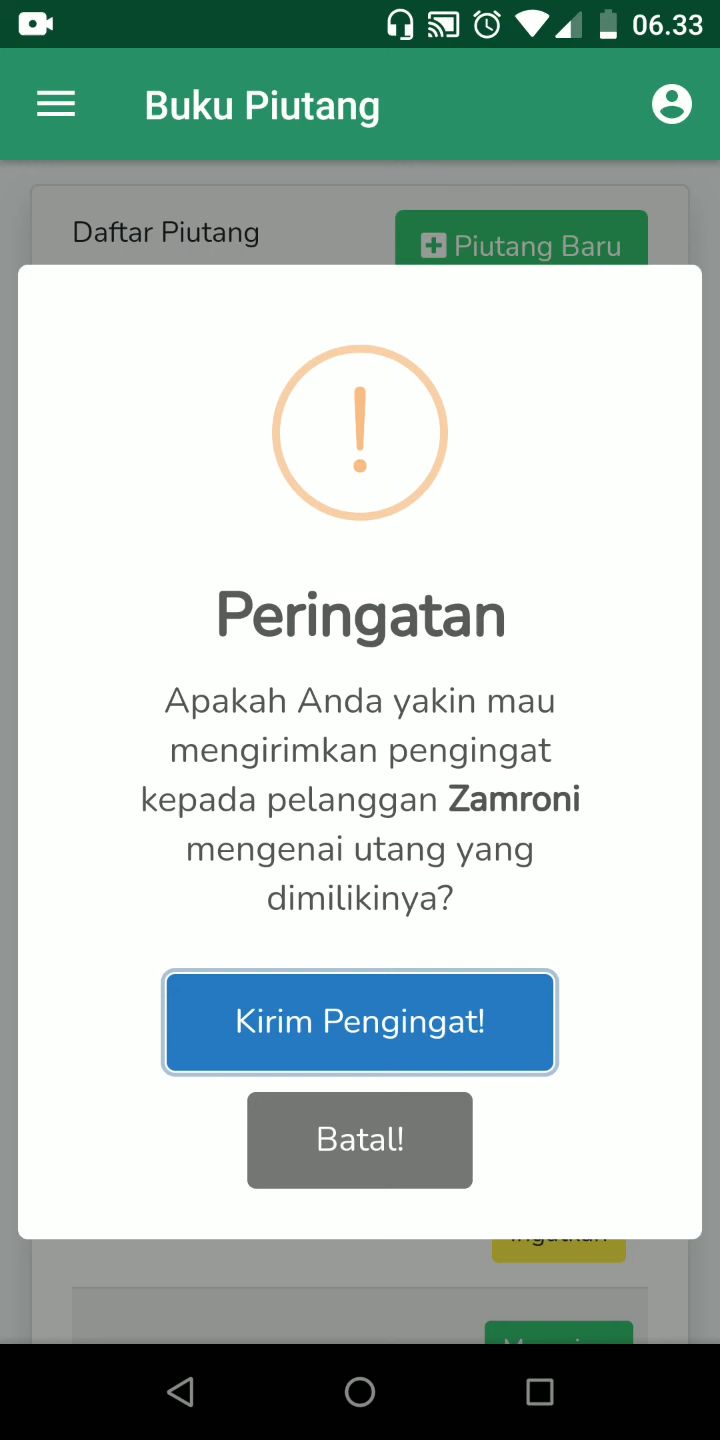 06.33
Buku Piutang
Daftar Piutang
Piutang Baru
!
Peringatan
Apakah Anda yakin mau
mengirimkan pengingat
kepada pelanggan Zamroni
mengenai utang yang
dimilikinya?
Kirim Pengingat!
Batal!